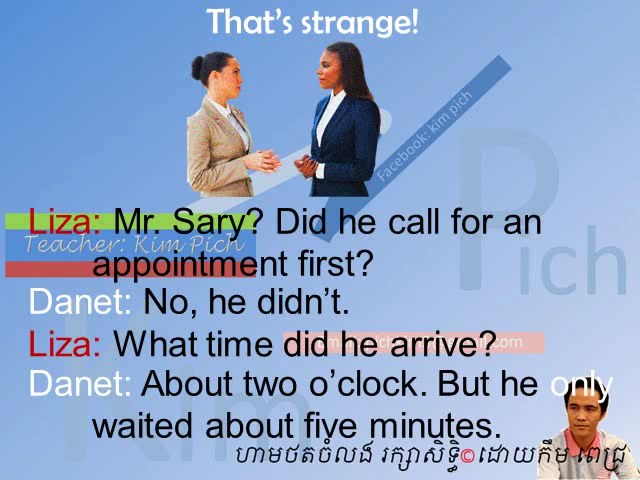 That's strange!
Facebook: kim pich
Liza: Mr. Sary? Did he call for an
Teacher: Kim Pich
appointment first?
Pich
Danet: No, he didn't.
Liza: What time did he arrive?
Danet: About two o'clock. But he only
Kim
waited about five minutes.
ហាមថតចំលង រក្សាសិទ្ធិ©ដោយកឹម ពេជ្រ